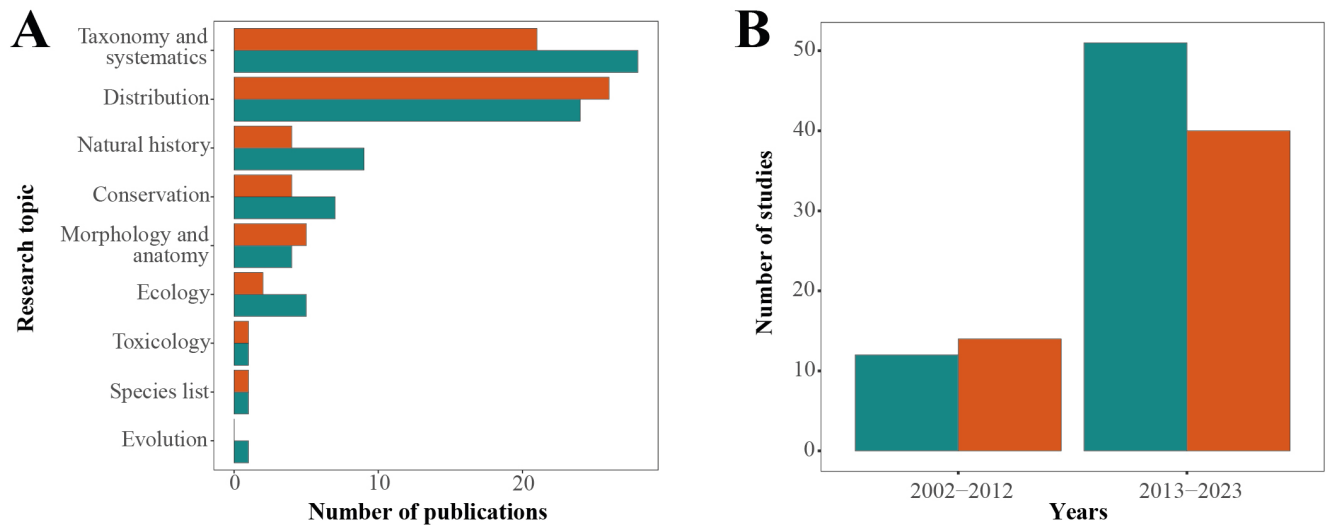 A
Research topic
Taxonomy and
systematics
Distribution
Natural history
Conservation
Morphology and
anatomy
Ecology
Toxicology
Species list
Evolution
0
10
20
Number of publications
B
Number of studies
50
40
30
20
10
0
2002−2012
2013−2023
Years